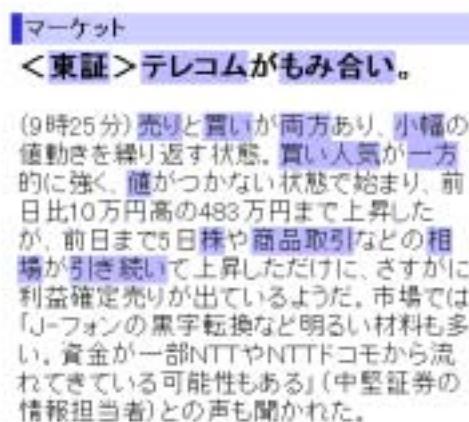 マーケット
＜東証＞テレコムがもみ合い。
(9時25分)売りと買いが両方あり、小幅の
値動きを繰り返す状態。買い人気が一方
的に強く、値がつかない状態で始まり、前
日比10万円高の483万円まで上昇した
が、前日まで5日株や商品取引などの相
場が引き続いて上昇しただけに、さすがに
利益確定売りが出ているようだ。市場では
「J-フォンの黒字転換など明るい材料も多
い。資金が一部NTTやNTTドコモから流
れてきている可能性もある」(中堅証券の
情報担当者)との声も聞かれた。